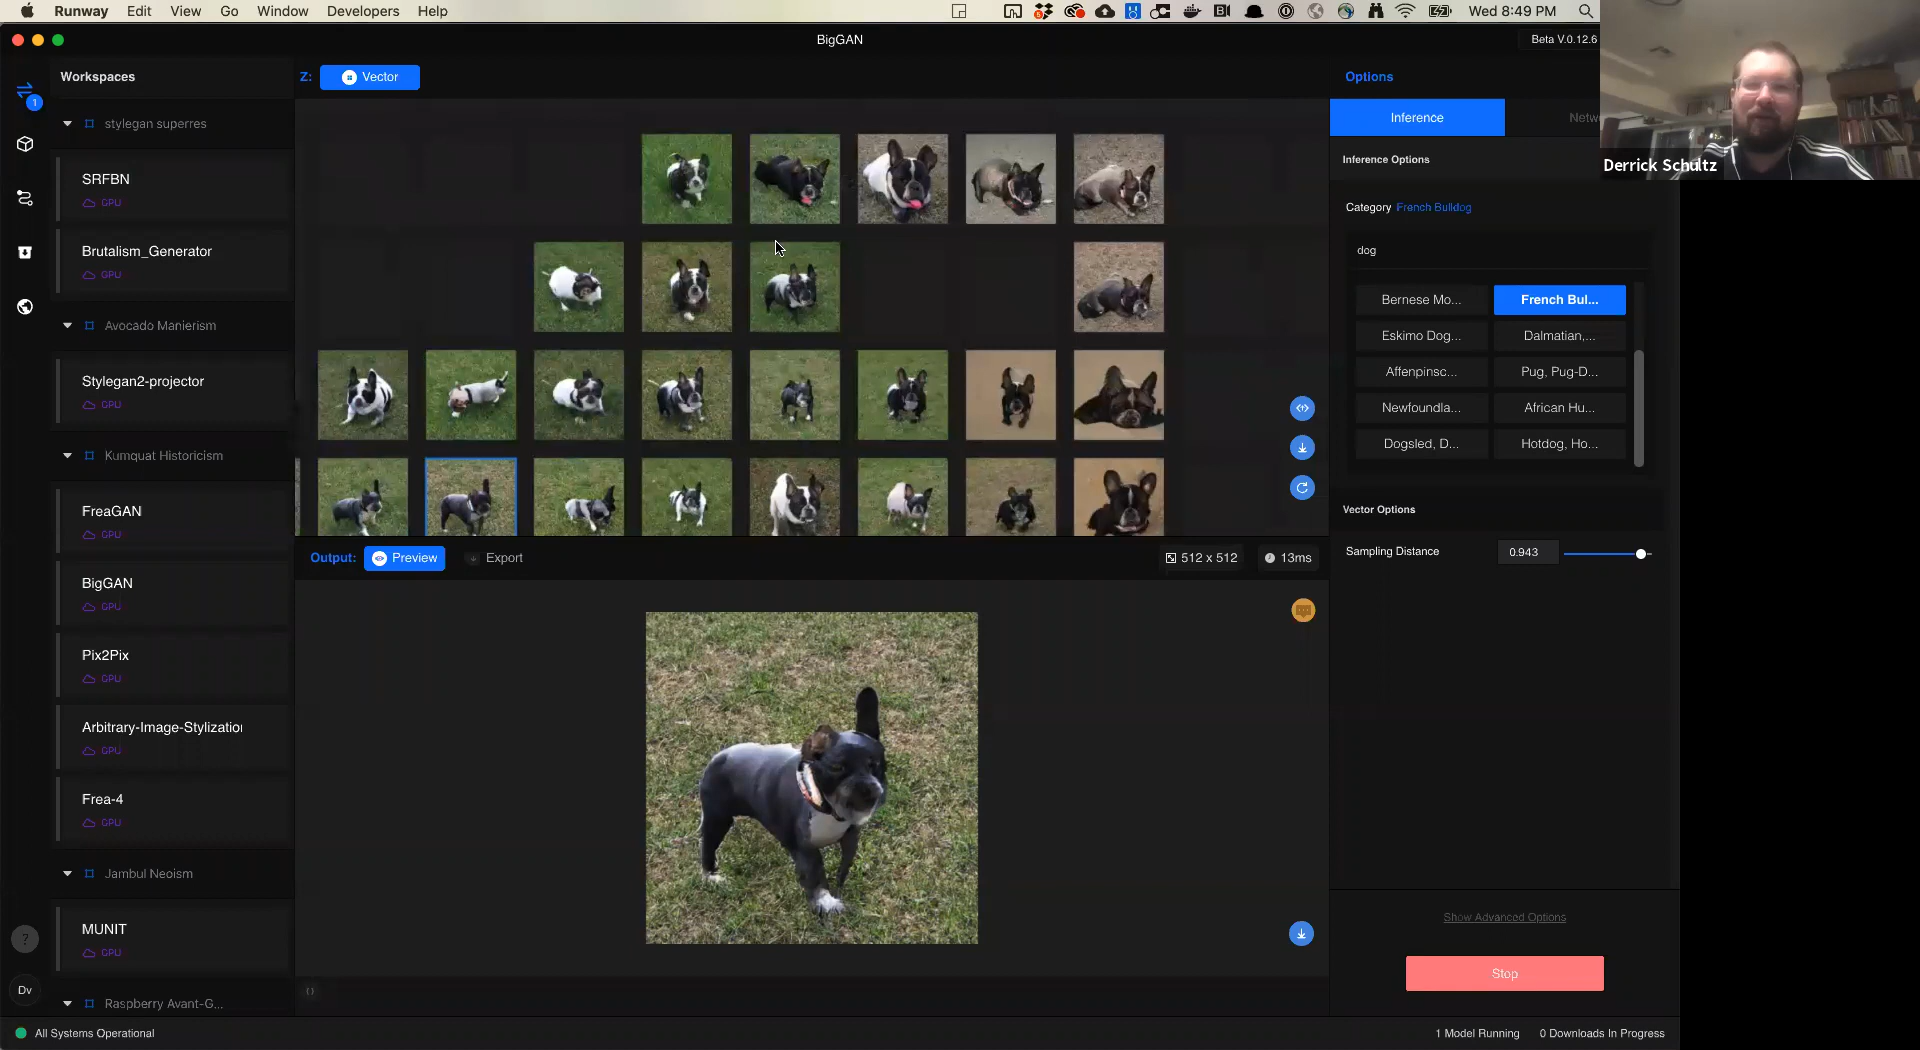 Runway Edit View Go Window Developers Help Wed 8:49 PM
BigGAN
Beta V.0.12.6
Workspaces
1
stylegan superres
SRFBN
GPU
Brutalism_Generator
GPU
Avocado Manierism
Stylegan2-projector
GPU
Kumquat Historicism
FreaGAN
GPU
BigGAN
GPU
Pix2Pix
GPU
Arbitrary-Image-Stylization
GPU
Frea-4
GPU
Jambul Neoism
MUNIT
GPU
Raspberry Avant-G...
?
Dv
All Systems Operational
Z: Vector
Output: Preview Export
512 x 512
13ms
{}
Options
Inference Netw
Inference Options
Category French Bulldog
dog
Bernese Mo... French Bul...
Eskimo Dog... Dalmatian,...
Affenpinsc... Pug, Pug-D...
Newfoundla... African Hu...
Dogsled, D... Hotdog, Ho...
Vector Options
Sampling Distance 0.943
Show Advanced Options
Stop
1 Model Running 0 Downloads In Progress
Derrick Schultz